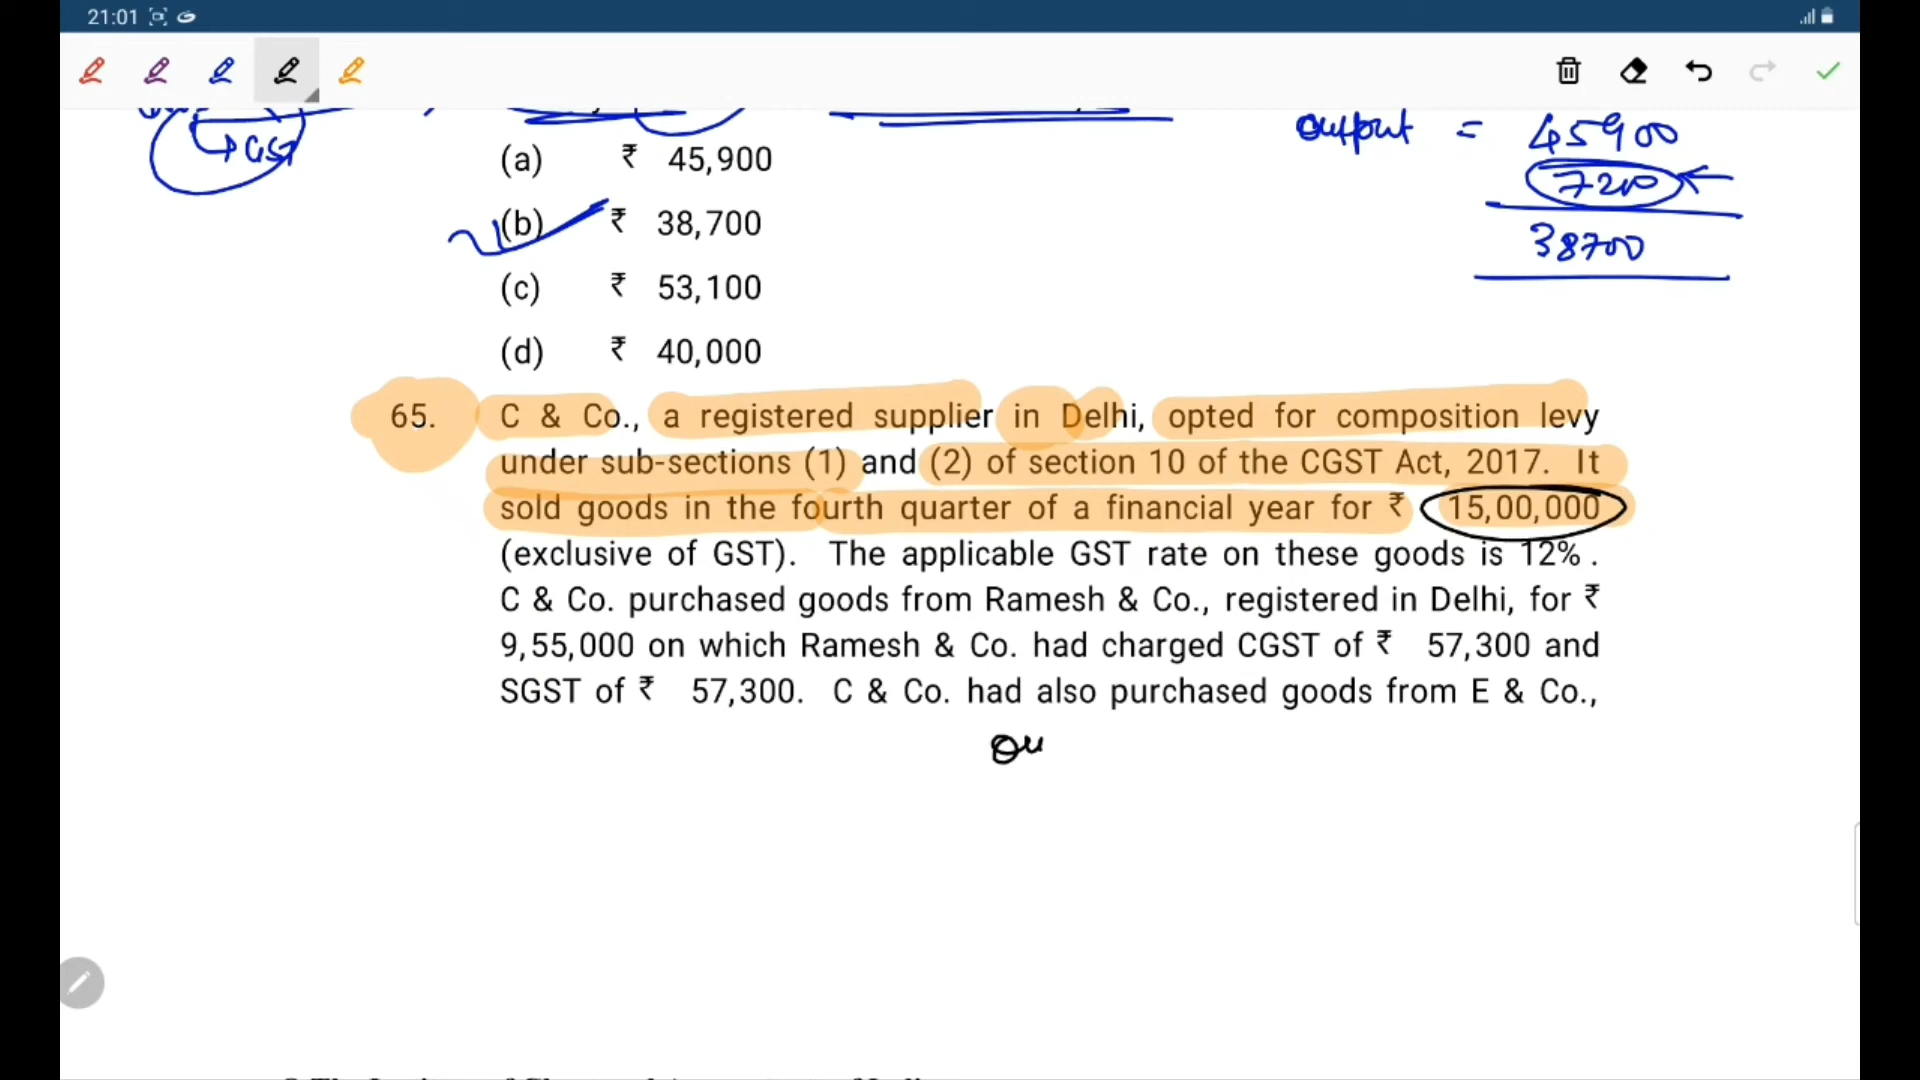 21:01
output = 45900
↳ GST
(a) ₹ 45,900
7200
(b) ₹ 38,700
38700
(c) ₹ 53,100
(d) ₹ 40,000
65. C & Co., a registered supplier in Delhi, opted for composition levy
under sub-sections (1) and (2) of section 10 of the CGST Act, 2017. It
sold goods in the fourth quarter of a financial year for ₹ 15,00,000
(exclusive of GST). The applicable GST rate on these goods is 12% .
C & Co. purchased goods from Ramesh & Co., registered in Delhi, for ₹
9,55,000 on which Ramesh & Co. had charged CGST of ₹ 57,300 and
SGST of ₹ 57,300. C & Co. had also purchased goods from E & Co.,
Ou